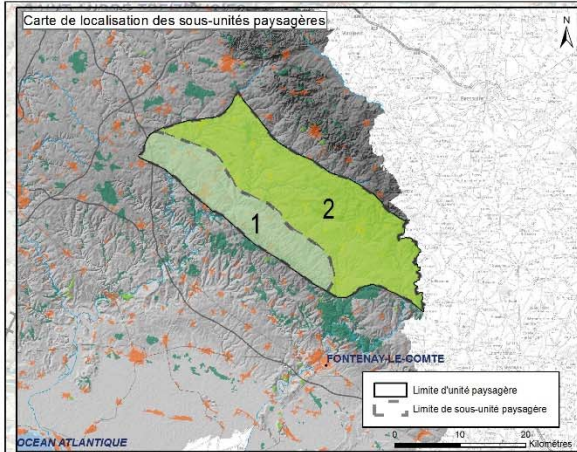 Carte de localisation des sous-unités paysagères
N
1
2
FONTENAY-LE-COMTE
Limite d'unité paysagère
Limite de sous-unité paysagère
OCEAN ATLANTIQUE
0 10 20
Kilomètres